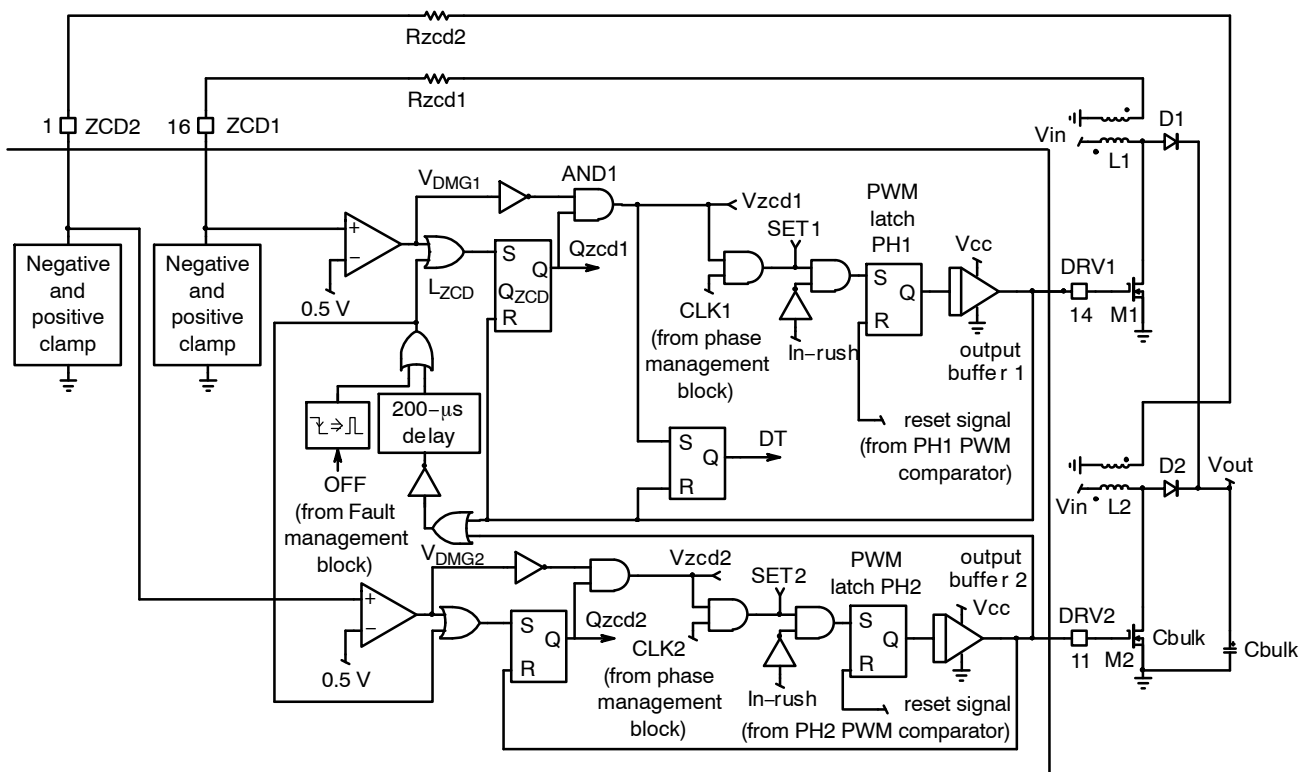 Rzcd2
Rzcd1
1 ZCD2
16 ZCD1
Vin
L1
D1
VDMG1
AND1
Vzcd1
PWM
latch
PH1
SET1
Vcc
DRV1
14
M1
Negative
and
positive
clamp
Negative
and
positive
clamp
+
−
0.5 V
LZCD
S
Q
QZCD
R
Qzcd1
CLK1
(from phase
management
block)
In−rush
S
Q
R
output
buffer 1
200−μs
delay
OFF
(from Fault
management
block)
S
Q
R
DT
reset signal
(from PH1 PWM
comparator)
D2
Vout
Vin
L2
VDMG2
Vzcd2
SET2
PWM
latch PH2
output
buffer 2
Vcc
DRV2
11
M2
Cbulk
Cbulk
+
−
0.5 V
S
Q
R
Qzcd2
CLK2
(from phase
management
block)
In−rush
S
Q
R
reset signal
(from PH2 PWM comparator)